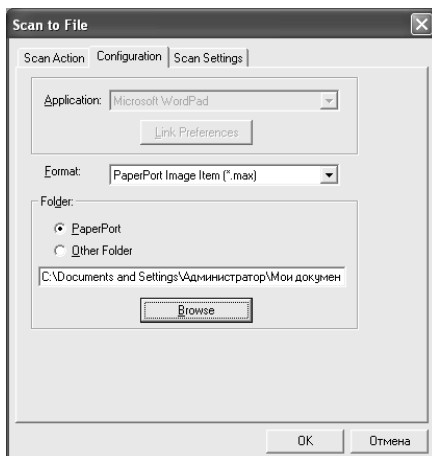 Scan to File
Scan Action Configuration Scan Settings
Application: Microsoft WordPad
Link Preferences
Format: PaperPort Image Item (*.max)
Folder:
PaperPort
Other Folder
C:\Documents and Settings\Администратор\Мои докумен
Browse
OK Отмена